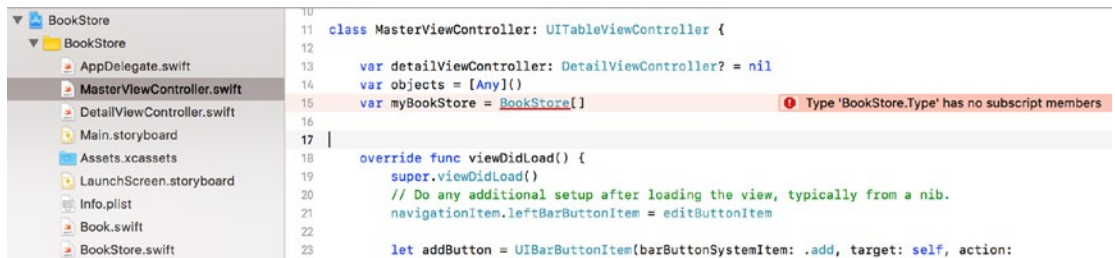 BookStore
BookStore
AppDelegate.swift
MasterViewController.swift
DetailViewController.swift
Main.storyboard
Assets.xcassets
LaunchScreen.storyboard
Info.plist
Book.swift
BookStore.swift
10
11 class MasterViewController: UITableViewController {
12
13 var detailViewController: DetailViewController? = nil
14 var objects = [Any]()
15 var myBookStore = BookStore[] Type 'BookStore.Type' has no subscript members
16
17
18 override func viewDidLoad() {
19 super.viewDidLoad()
20 // Do any additional setup after loading the view, typically from a nib.
21 navigationItem.leftBarButtonItem = editButtonItem
22
23 let addButton = UIBarButtonItem(barButtonSystemItem: .add, target: self, action: